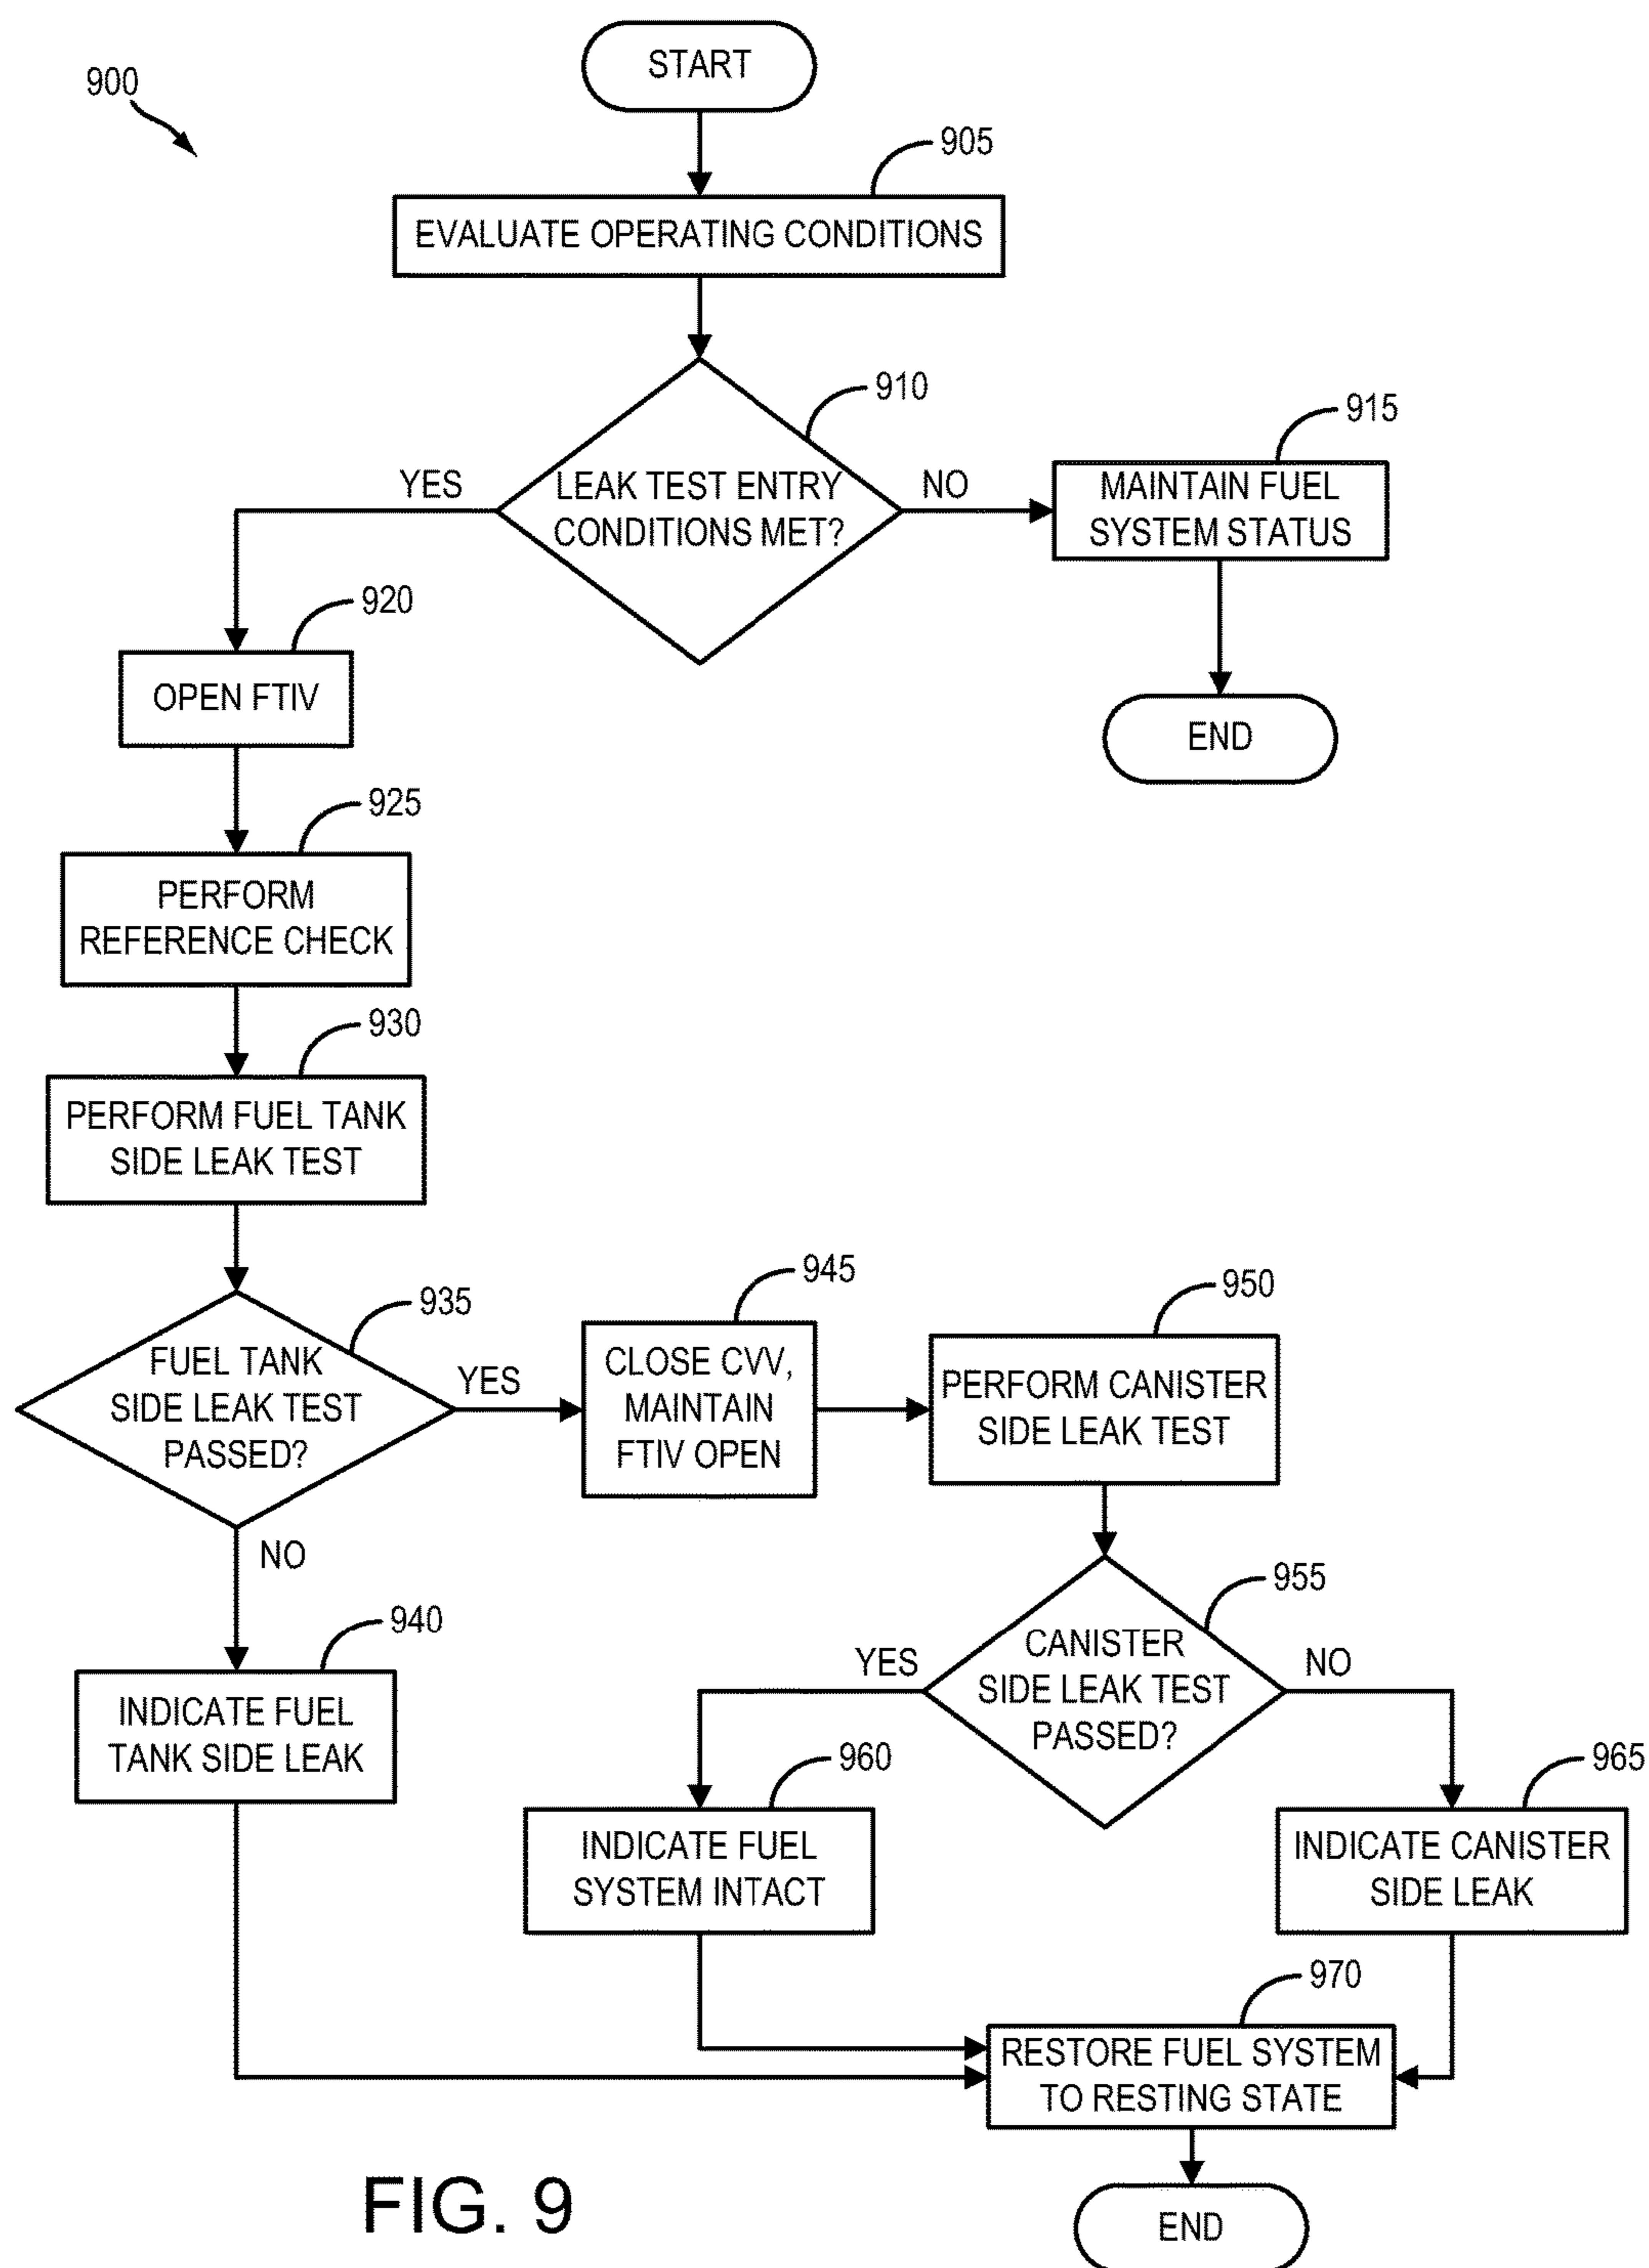 START
900
905
EVALUATE OPERATING CONDITIONS
910
915
YES
LEAK TEST ENTRY
CONDITIONS MET?
NO
MAINTAIN FUEL
SYSTEM STATUS
920
OPEN FTIV
END
925
PERFORM
REFERENCE CHECK
930
PERFORM FUEL TANK
SIDE LEAK TEST
935
FUEL TANK
SIDE LEAK TEST
PASSED?
YES
945
CLOSE CVV,
MAINTAIN
FTIV OPEN
950
PERFORM CANISTER
SIDE LEAK TEST
NO
940
INDICATE FUEL
TANK SIDE LEAK
955
YES
CANISTER
SIDE LEAK TEST
PASSED?
NO
960
INDICATE FUEL
SYSTEM INTACT
965
INDICATE CANISTER
SIDE LEAK
970
RESTORE FUEL SYSTEM
TO RESTING STATE
FIG. 9
END